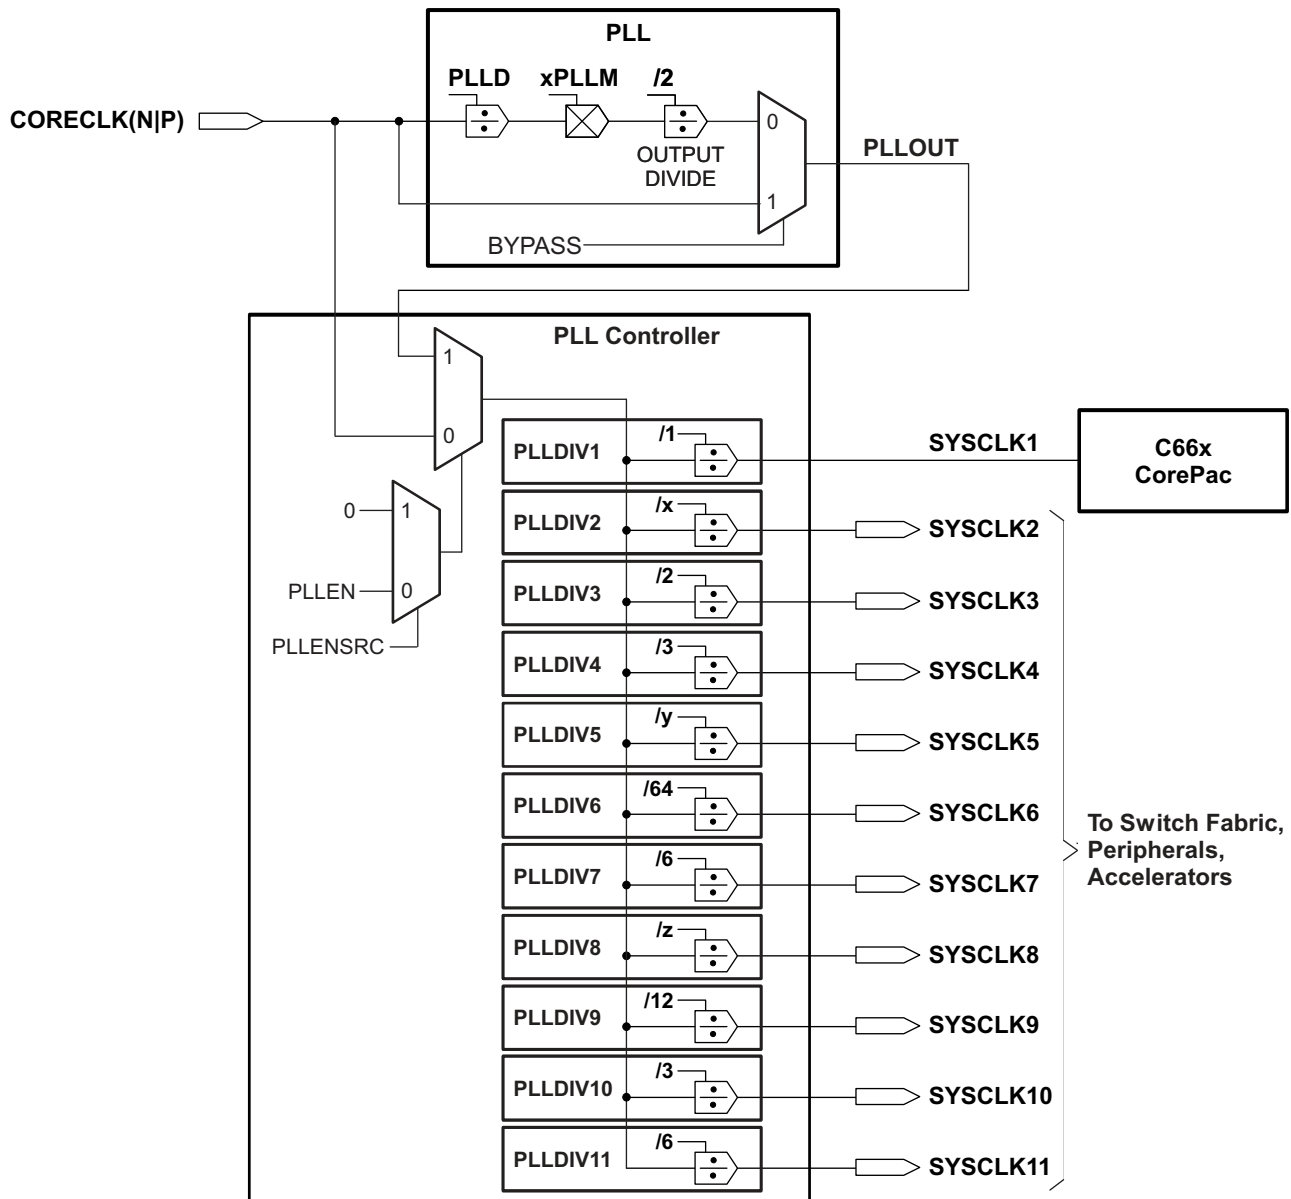 PLL
PLLD xPLLM /2
CORECLK(N|P)
0
OUTPUT
DIVIDE
PLLOUT
1
BYPASS
PLL Controller
1
0
PLLDIV1 /1 SYSCLK1
C66x
CorePac
0 1
PLLDIV2 /x SYSCLK2
PLLEN 0
PLLDIV3 /2 SYSCLK3
PLLENSRC
PLLDIV4 /3 SYSCLK4
PLLDIV5 /y SYSCLK5
PLLDIV6 /64 SYSCLK6
To Switch Fabric,
Peripherals,
Accelerators
PLLDIV7 /6 SYSCLK7
PLLDIV8 /z SYSCLK8
PLLDIV9 /12 SYSCLK9
PLLDIV10 /3 SYSCLK10
PLLDIV11 /6 SYSCLK11